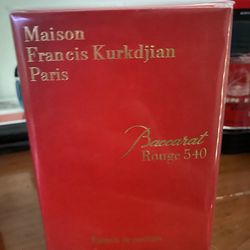 Maison
Francis Kurkdjian
Paris
Baccarat
Rouge 540
Extrait de parfum